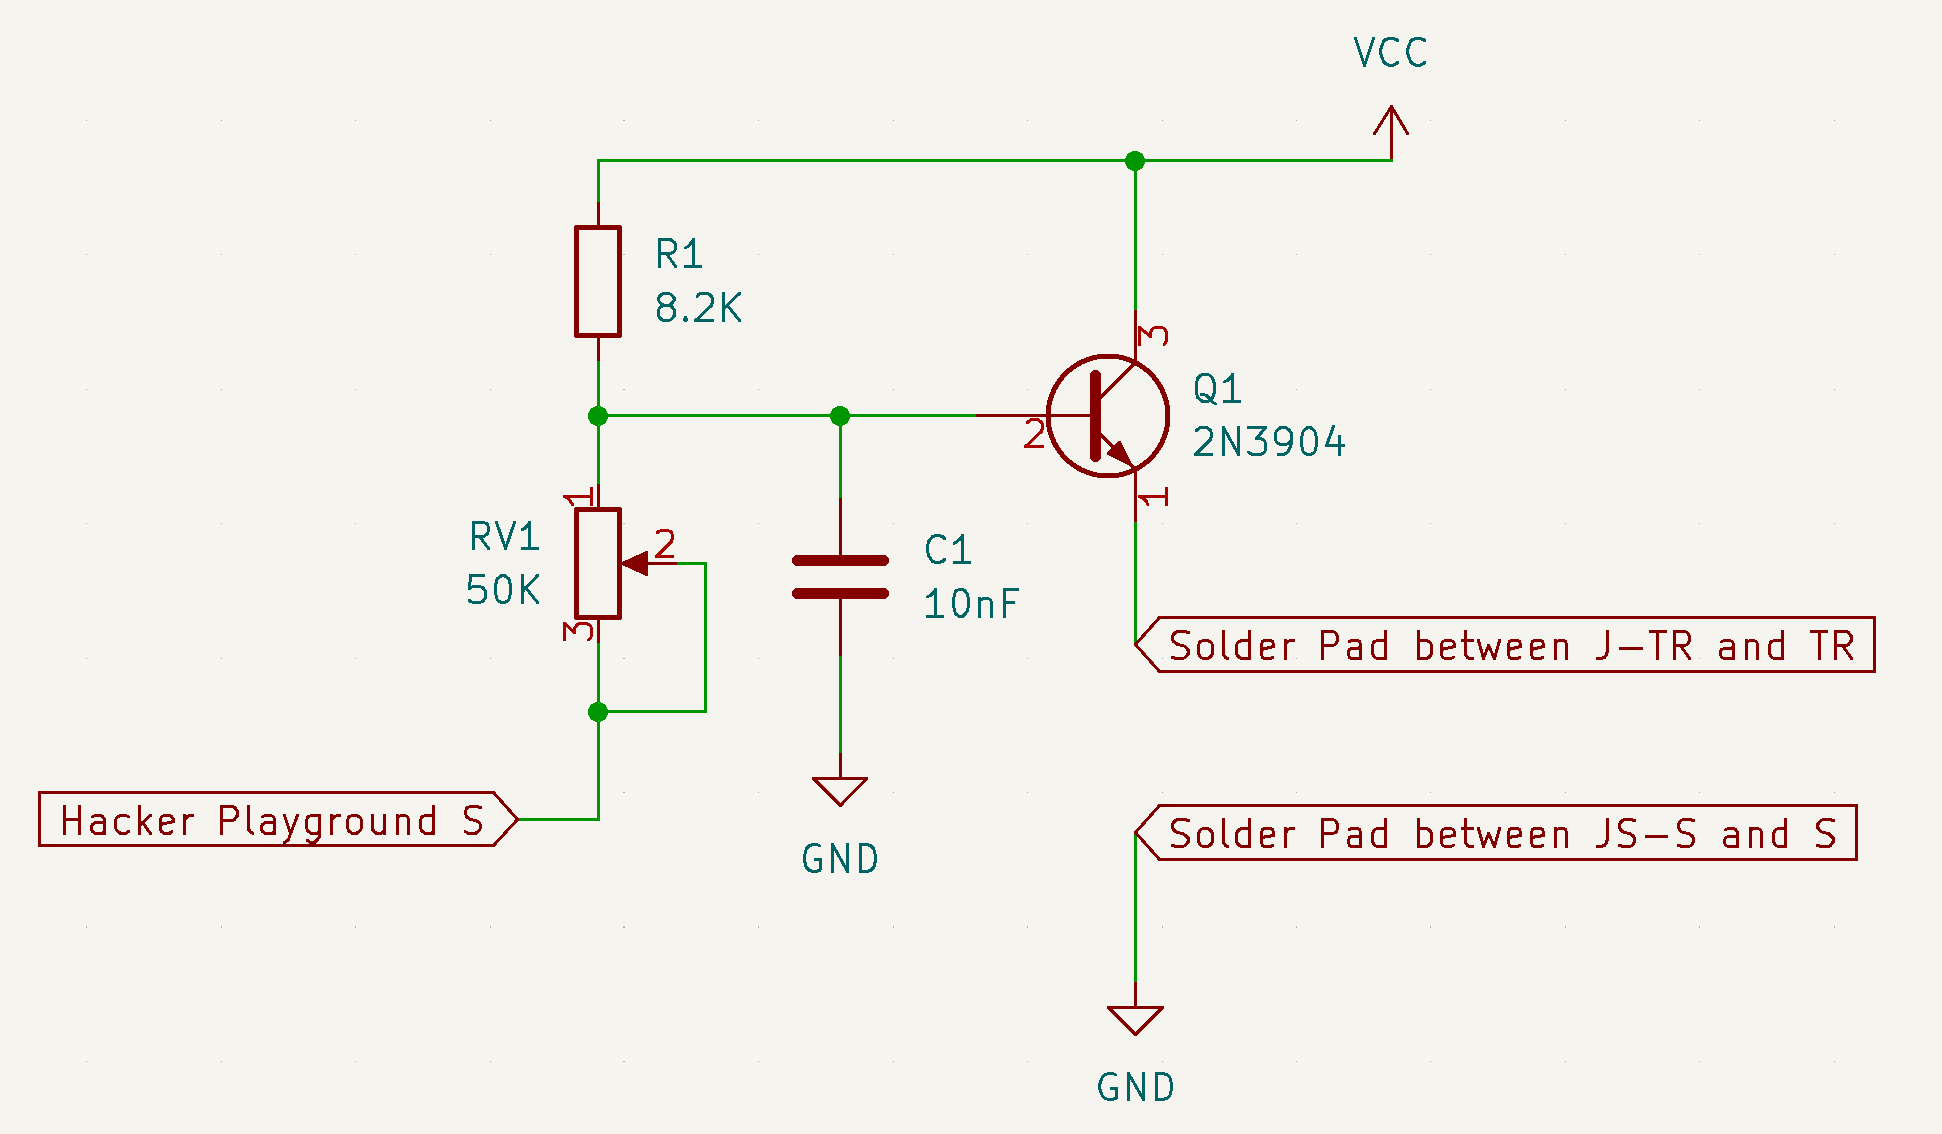 VCC
R1
8.2K
3
Q1
2N3904
2
1
1
RV1
50K
2
3
C1
10nF
Solder Pad between J-TR and TR
Hacker Playground S
Solder Pad between JS-S and S
GND
GND